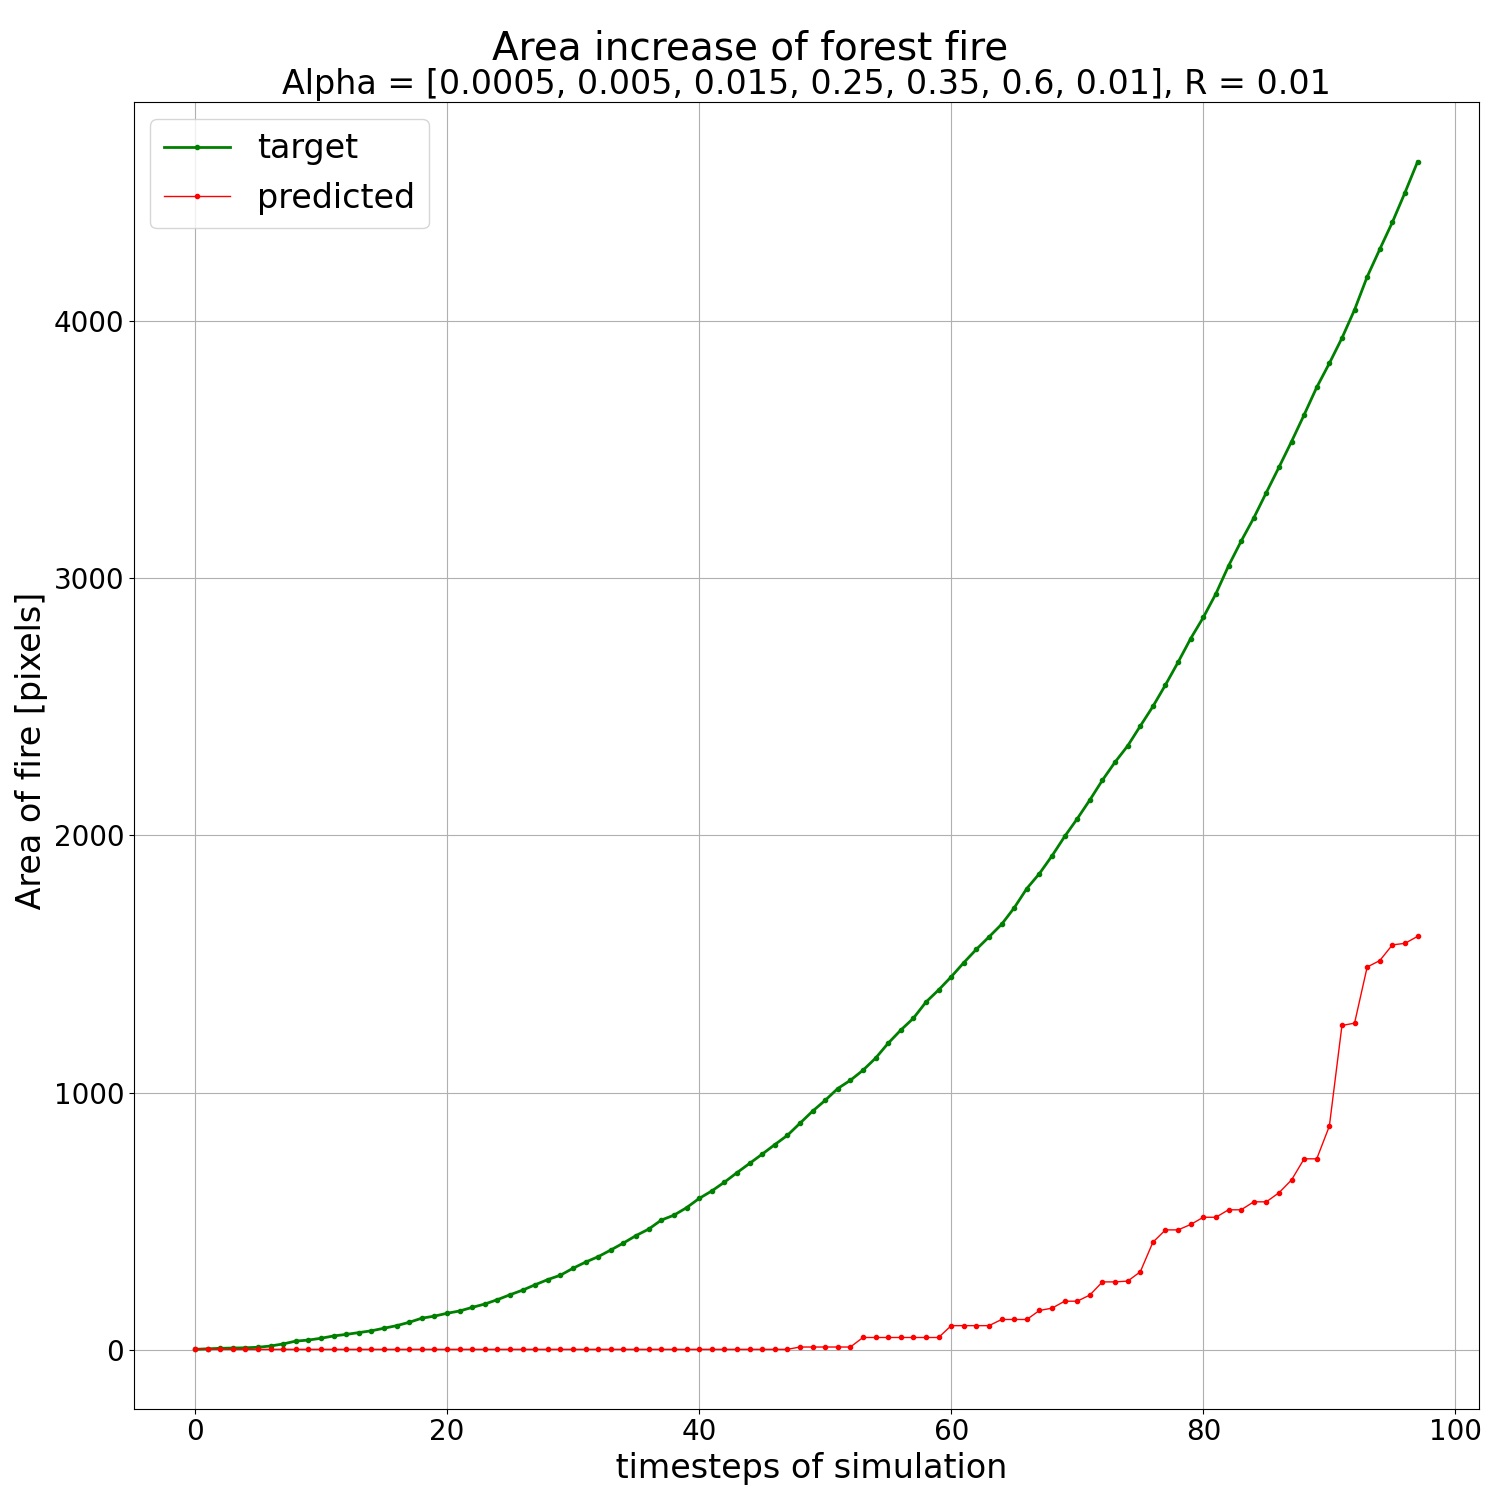 Area increase of forest fire
Alpha = [0.0005, 0.005, 0.015, 0.25, 0.35, 0.6, 0.01], R = 0.01
target
predicted
4000
3000
2000
1000
0
Area of fire [pixels]
0 20 40 60 80 100
timesteps of simulation